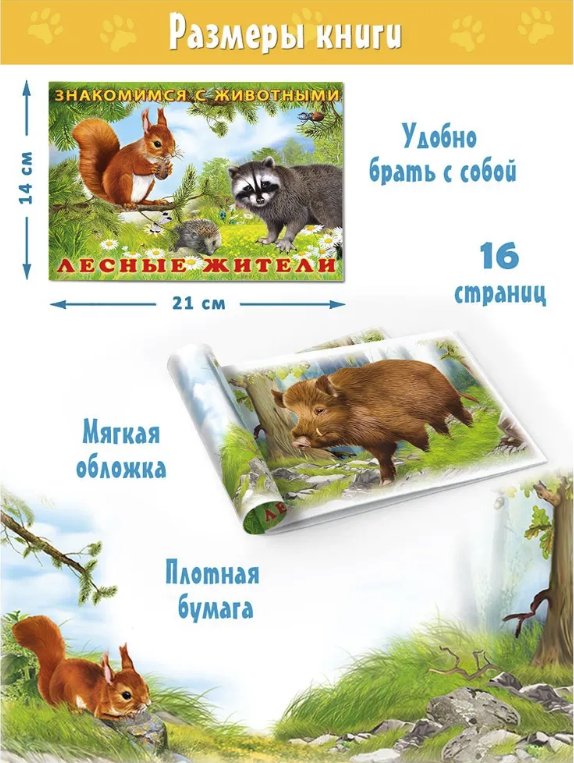 Размеры книги
ЗНАКОМИМСЯ С ЖИВОТНЫМИ
ЛЕСНЫЕ ЖИТЕЛИ
14 см
21 см
Удобно
брать с собой
16
страниц
Мягкая
обложка
ЛЕ
Плотная
бумага